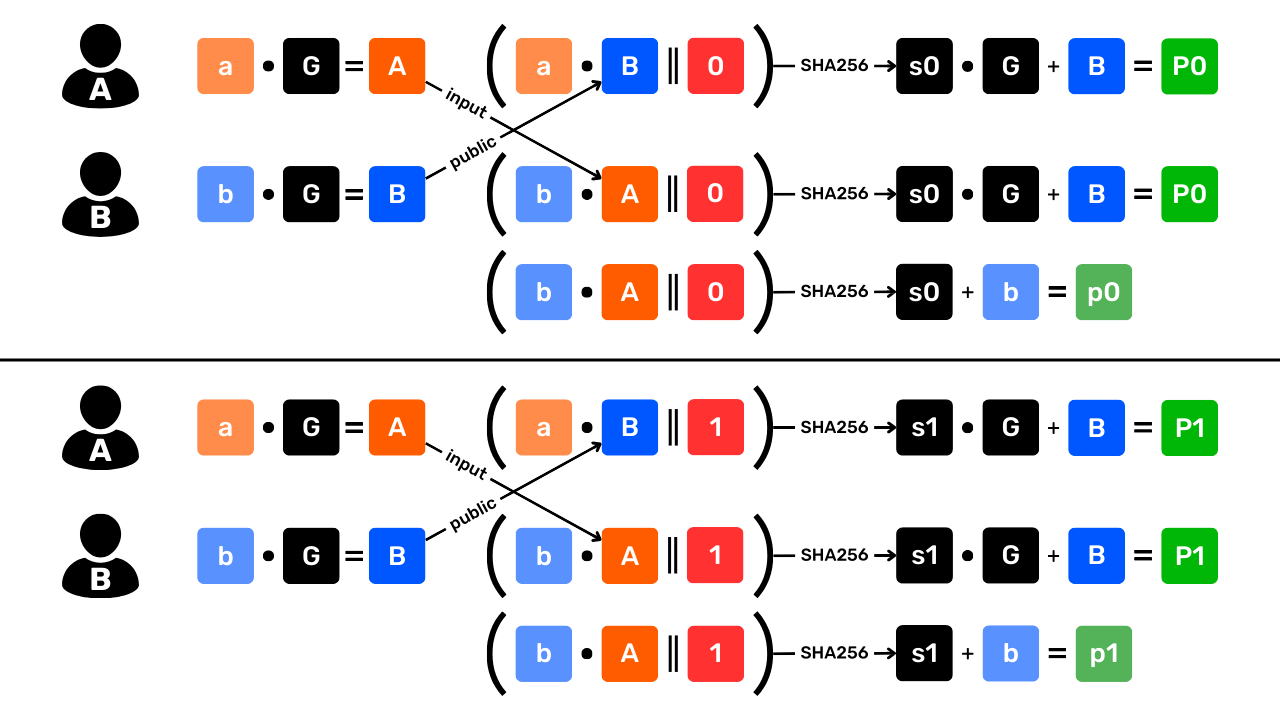 A a • G = A ( a • B || 0 ) SHA256 s0 • G + B = P0
input
public
B b • G = B ( b • A || 0 ) SHA256 s0 • G + B = P0
( b • A || 0 ) SHA256 s0 + b = p0
A a • G = A ( a • B || 1 ) SHA256 s1 • G + B = P1
input
public
B b • G = B ( b • A || 1 ) SHA256 s1 • G + B = P1
( b • A || 1 ) SHA256 s1 + b = p1